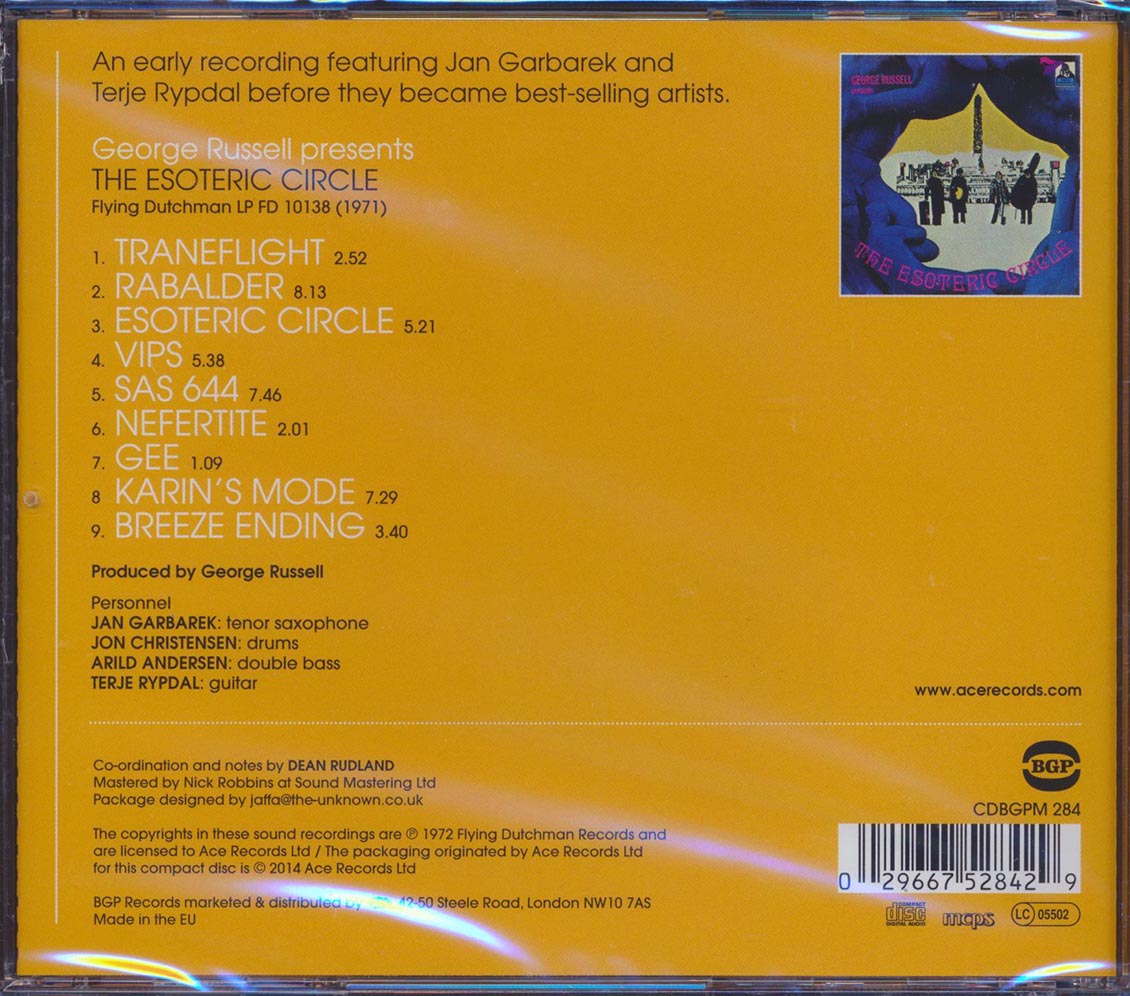 An early recording featuring Jan Garbarek and
Terje Rypdal before they became best-selling artists.
George Russell presents
THE ESOTERIC CIRCLE
Flying Dutchman LP FD 10138 (1971)
1. TRANEFLIGHT 2.52
2. RABALDER 8.13
3. ESOTERIC CIRCLE 5.21
4. VIPS 5.38
5. SAS 644 7.46
6. NEFERTITE 2.01
7. GEE 1.09
8 KARIN'S MODE 7.29
9. BREEZE ENDING 3.40
Produced by George Russell
Personnel
JAN GARBAREK: tenor saxophone
JON CHRISTENSEN: drums
ARILD ANDERSEN: double bass
TERJE RYPDAL: guitar
GEORGE RUSSELL
presents
THE ESOTERIC CIRCLE
www.acerecords.com
Co-ordination and notes by DEAN RUDLAND
Mastered by Nick Robbins at Sound Mastering Ltd
Package designed by jaffa@the-unknown.co.uk
The copyrights in these sound recordings are ℗ 1972 Flying Dutchman Records and
are licensed to Ace Records Ltd / The packaging originated by Ace Records Ltd
for this compact disc is © 2014 Ace Records Ltd
BGP Records marketed & distributed by 42-50 Steele Road, London NW10 7AS
Made in the EU
BGP
CDBGPM 284
0 29667 52842 9
COMPACT
disc
DIGITAL AUDIO
mcps
LC 05502